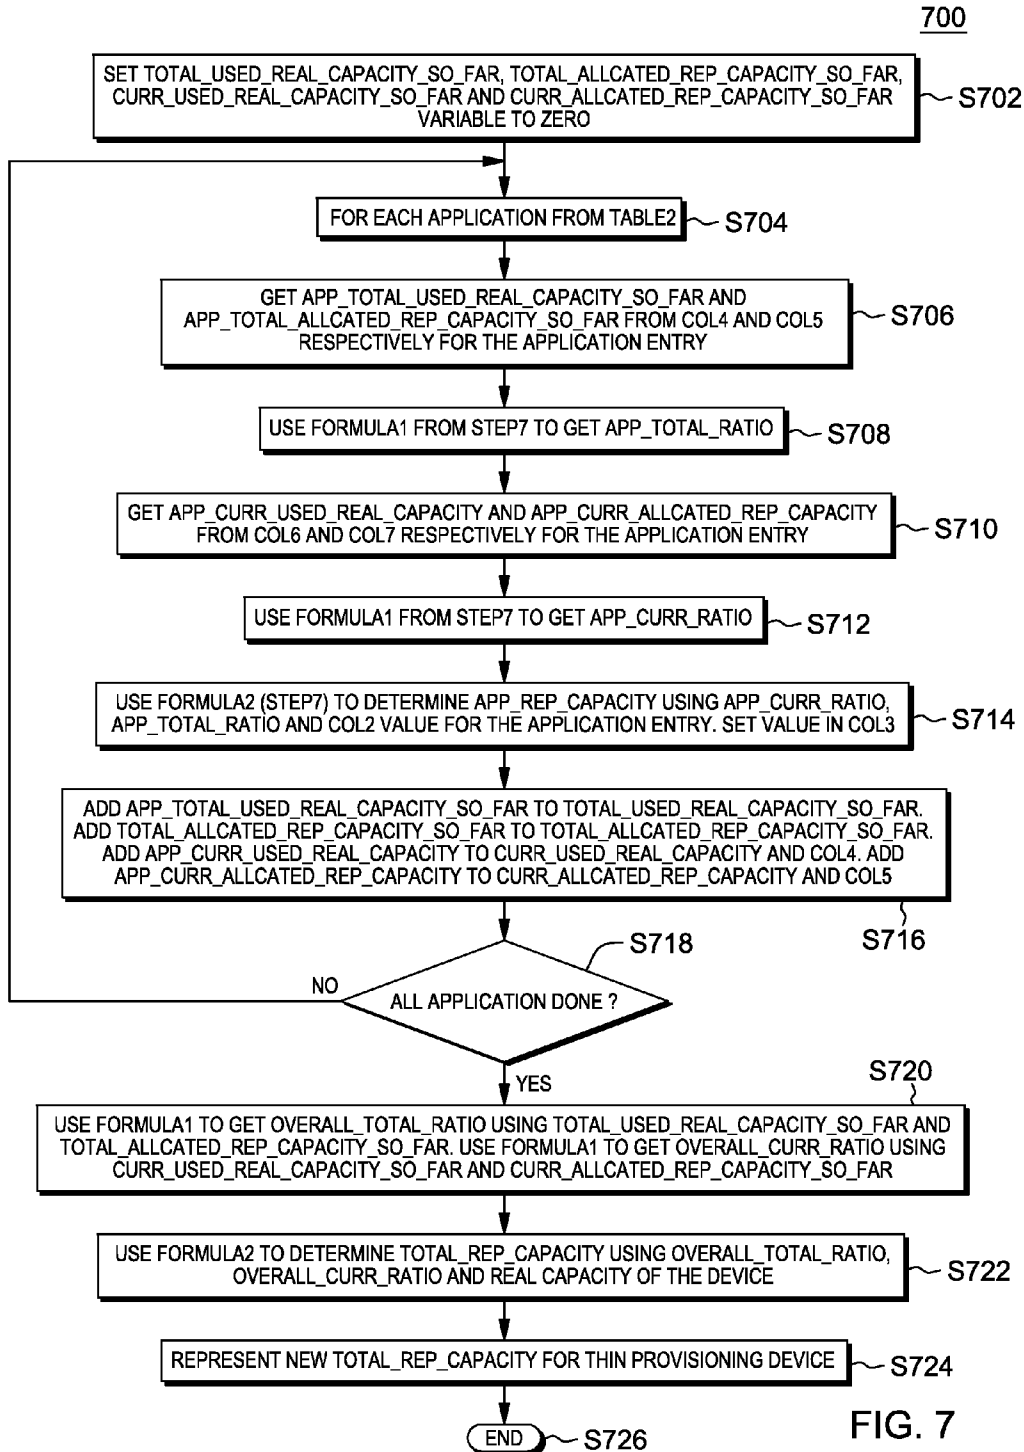 700
SET TOTAL_USED_REAL_CAPACITY_SO_FAR, TOTAL_ALLCATED_REP_CAPACITY_SO_FAR,
CURR_USED_REAL_CAPACITY_SO_FAR AND CURR_ALLCATED_REP_CAPACITY_SO_FAR
VARIABLE TO ZERO
S702
FOR EACH APPLICATION FROM TABLE2
S704
GET APP_TOTAL_USED_REAL_CAPACITY_SO_FAR AND
APP_TOTAL_ALLCATED_REP_CAPACITY_SO_FAR FROM COL4 AND COL5
RESPECTIVELY FOR THE APPLICATION ENTRY
S706
USE FORMULA1 FROM STEP7 TO GET APP_TOTAL_RATIO
S708
GET APP_CURR_USED_REAL_CAPACITY AND APP_CURR_ALLCATED_REP_CAPACITY
FROM COL6 AND COL7 RESPECTIVELY FOR THE APPLICATION ENTRY
S710
USE FORMULA1 FROM STEP7 TO GET APP_CURR_RATIO
S712
USE FORMULA2 (STEP7) TO DETERMINE APP_REP_CAPACITY USING APP_CURR_RATIO,
APP_TOTAL_RATIO AND COL2 VALUE FOR THE APPLICATION ENTRY. SET VALUE IN COL3
S714
ADD APP_TOTAL_USED_REAL_CAPACITY_SO_FAR TO TOTAL_USED_REAL_CAPACITY_SO_FAR.
ADD TOTAL_ALLCATED_REP_CAPACITY_SO_FAR TO TOTAL_ALLCATED_REP_CAPACITY_SO_FAR.
ADD APP_CURR_USED_REAL_CAPACITY TO CURR_USED_REAL_CAPACITY AND COL4. ADD
APP_CURR_ALLCATED_REP_CAPACITY TO CURR_ALLCATED_REP_CAPACITY AND COL5
S716
S718
NO
ALL APPLICATION DONE ?
YES
S720
USE FORMULA1 TO GET OVERALL_TOTAL_RATIO USING TOTAL_USED_REAL_CAPACITY_SO_FAR AND
TOTAL_ALLCATED_REP_CAPACITY_SO_FAR. USE FORMULA1 TO GET OVERALL_CURR_RATIO USING
CURR_USED_REAL_CAPACITY_SO_FAR AND CURR_ALLCATED_REP_CAPACITY_SO_FAR
USE FORMULA2 TO DETERMINE TOTAL_REP_CAPACITY USING OVERALL_TOTAL_RATIO,
OVERALL_CURR_RATIO AND REAL CAPACITY OF THE DEVICE
S722
REPRESENT NEW TOTAL_REP_CAPACITY FOR THIN PROVISIONING DEVICE
S724
END
S726
FIG. 7